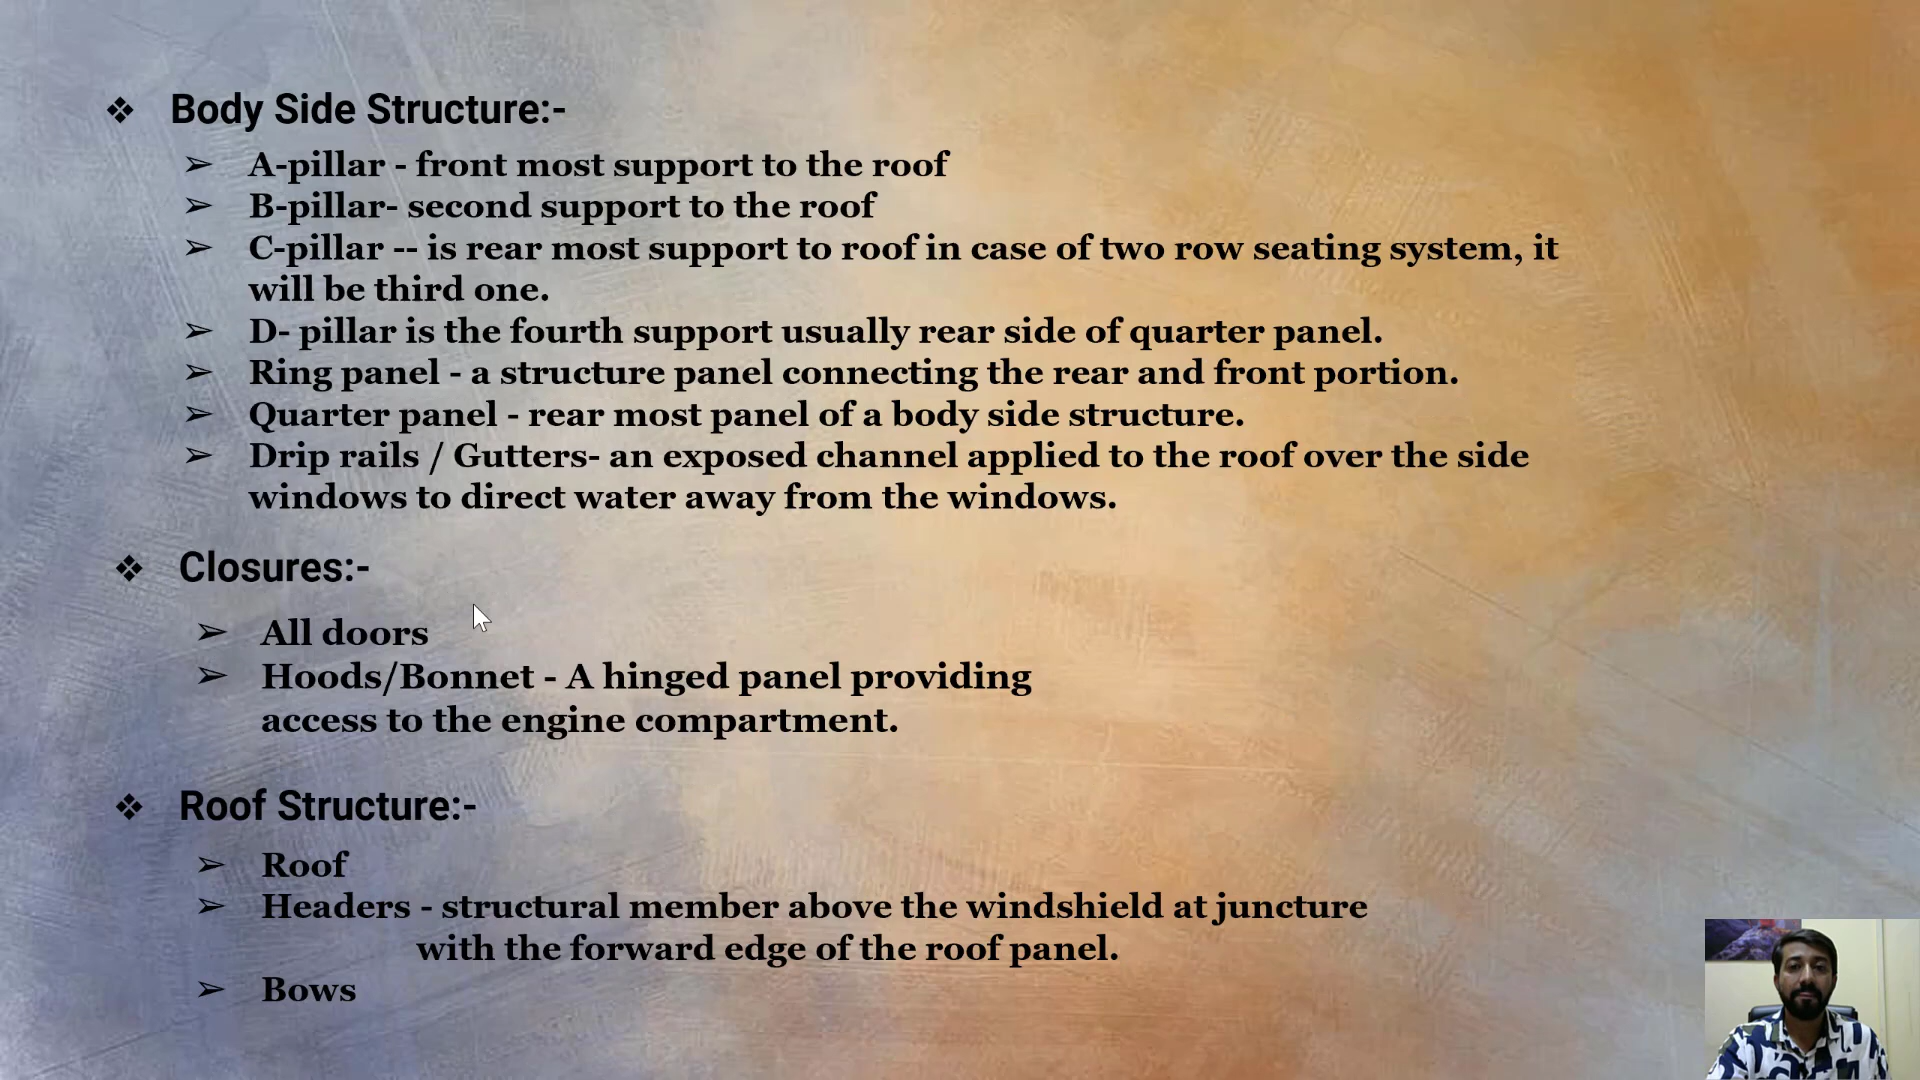 ❖ Body Side Structure:-
➢ A-pillar - front most support to the roof
➢ B-pillar- second support to the roof
➢ C-pillar -- is rear most support to roof in case of two row seating system, it
will be third one.
➢ D- pillar is the fourth support usually rear side of quarter panel.
➢ Ring panel - a structure panel connecting the rear and front portion.
➢ Quarter panel - rear most panel of a body side structure.
➢ Drip rails / Gutters- an exposed channel applied to the roof over the side
windows to direct water away from the windows.
❖ Closures:-
➢ All doors
➢ Hoods/Bonnet - A hinged panel providing
access to the engine compartment.
❖ Roof Structure:-
➢ Roof
➢ Headers - structural member above the windshield at juncture
with the forward edge of the roof panel.
➢ Bows